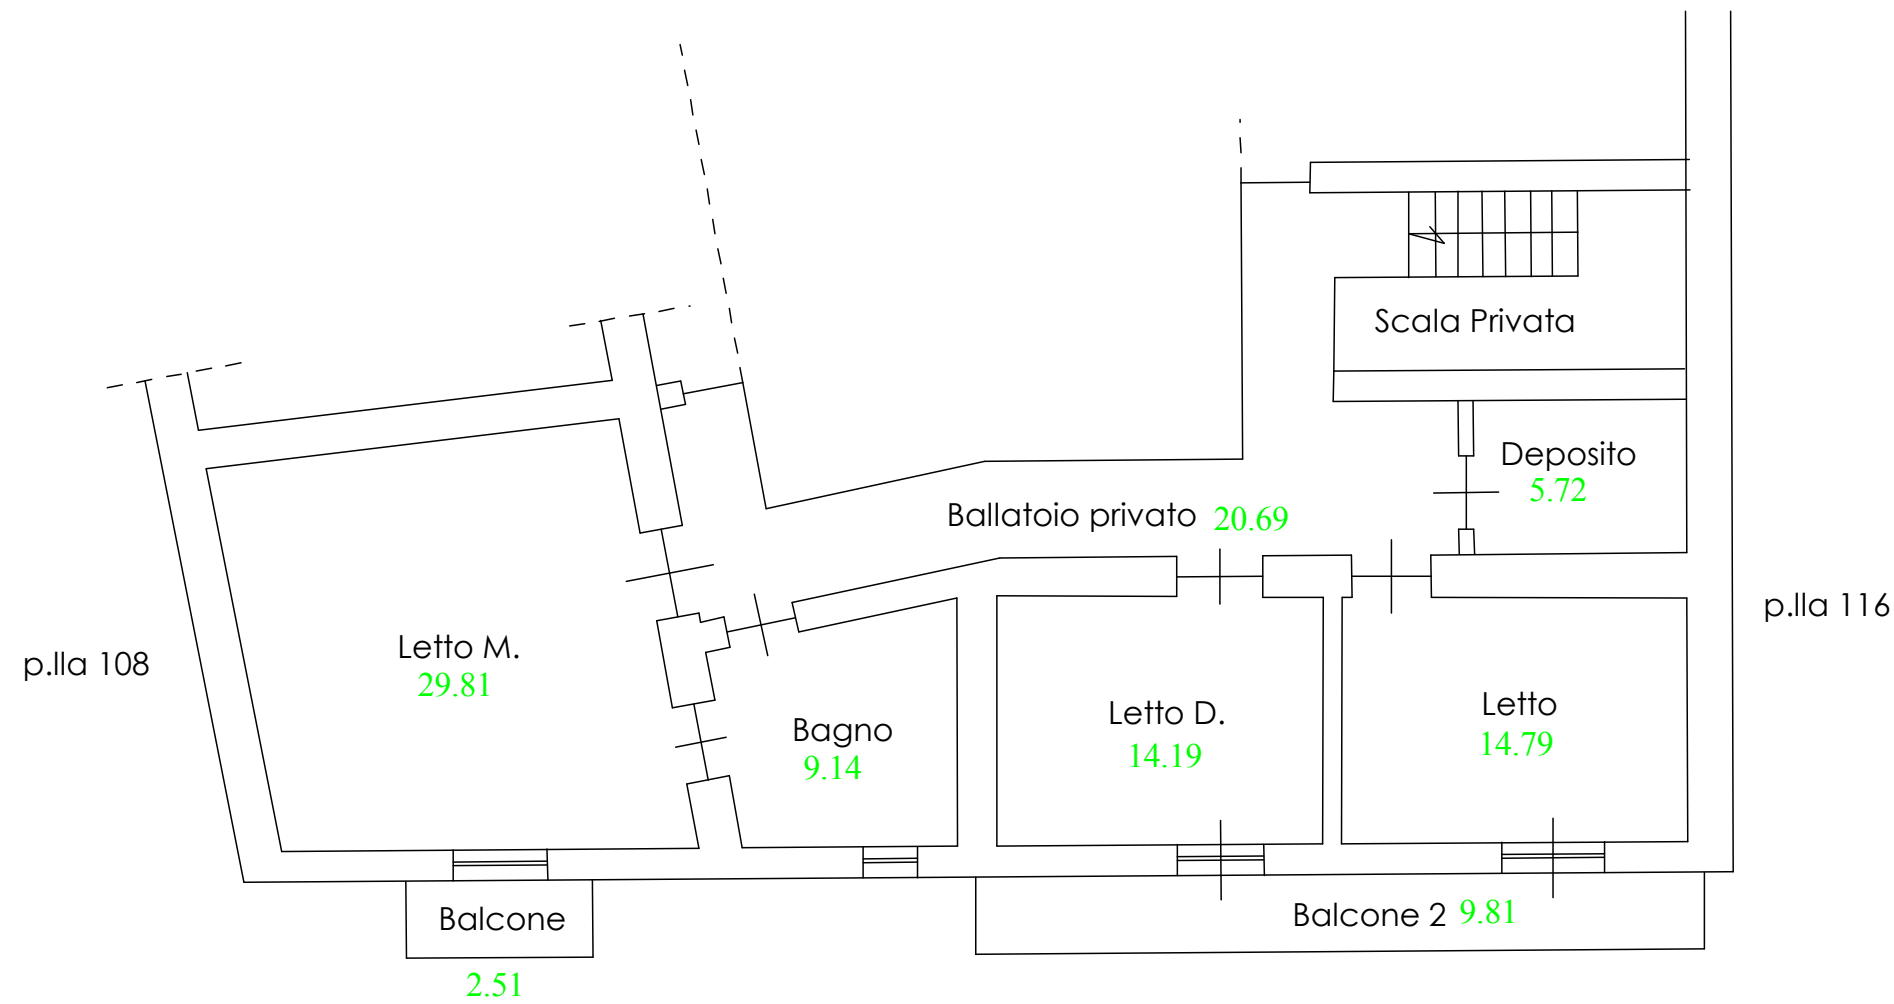 Scala Privata
Deposito
5.72
Ballatoio privato 20.69
p.lla 116
Letto M.
29.81
p.lla 108
Bagno
9.14
Letto D.
14.19
Letto
14.79
Balcone
2.51
Balcone 2 9.81